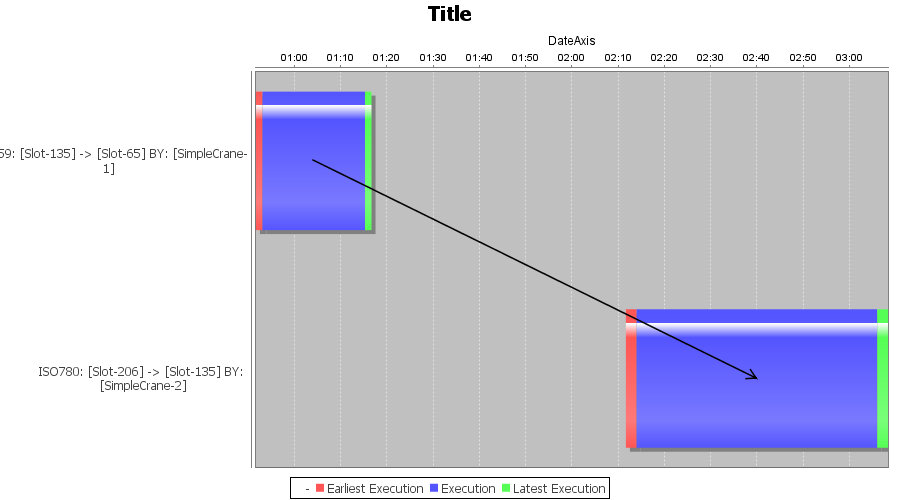 Title
DateAxis
01:00 01:10 01:20 01:30 01:40 01:50 02:00 02:10 02:20 02:30 02:40 02:50 03:00
59: [Slot-135] -> [Slot-65] BY: [SimpleCrane-
1]
ISO780: [Slot-206] -> [Slot-135] BY:
[SimpleCrane-2]
- Earliest Execution Execution Latest Execution